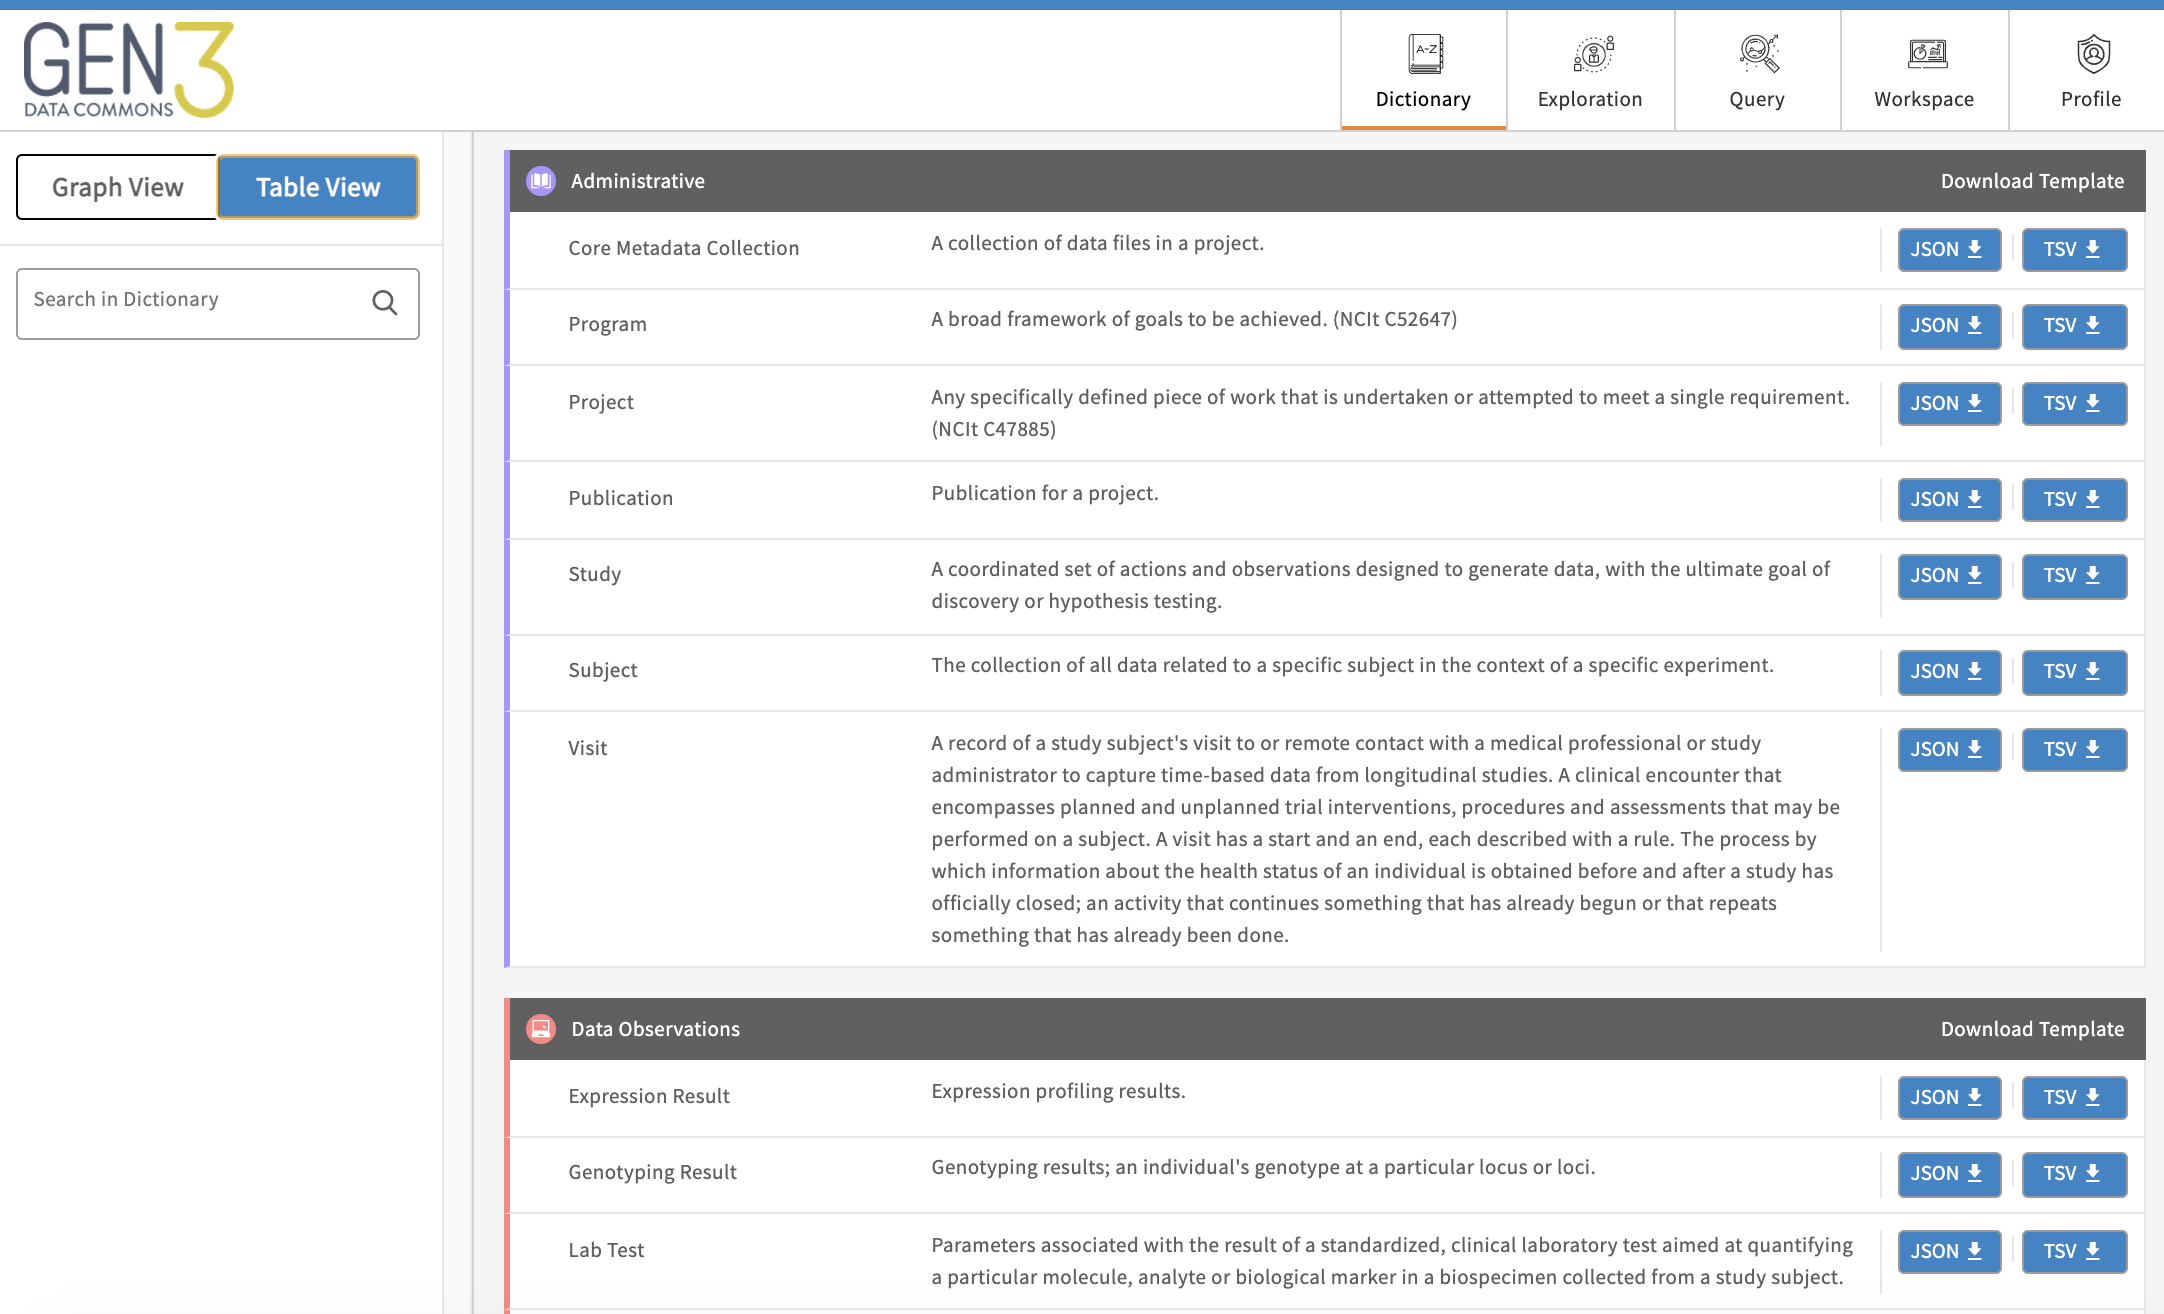 GEN3
DATA COMMONS
A-Z
Dictionary
Exploration
Query
Workspace
Profile
Graph View
Table View
Search in Dictionary
Administrative
Download Template
Core Metadata Collection
A collection of data files in a project.
JSON
TSV
Program
A broad framework of goals to be achieved. (NCIt C52647)
JSON
TSV
Project
Any specifically defined piece of work that is undertaken or attempted to meet a single requirement.
(NCIt C47885)
JSON
TSV
Publication
Publication for a project.
JSON
TSV
Study
A coordinated set of actions and observations designed to generate data, with the ultimate goal of
discovery or hypothesis testing.
JSON
TSV
Subject
The collection of all data related to a specific subject in the context of a specific experiment.
JSON
TSV
Visit
A record of a study subject's visit to or remote contact with a medical professional or study
administrator to capture time-based data from longitudinal studies. A clinical encounter that
encompasses planned and unplanned trial interventions, procedures and assessments that may be
performed on a subject. A visit has a start and an end, each described with a rule. The process by
which information about the health status of an individual is obtained before and after a study has
officially closed; an activity that continues something that has already begun or that repeats
something that has already been done.
JSON
TSV
Data Observations
Download Template
Expression Result
Expression profiling results.
JSON
TSV
Genotyping Result
Genotyping results; an individual's genotype at a particular locus or loci.
JSON
TSV
Lab Test
Parameters associated with the result of a standardized, clinical laboratory test aimed at quantifying
a particular molecule, analyte or biological marker in a biospecimen collected from a study subject.
JSON
TSV